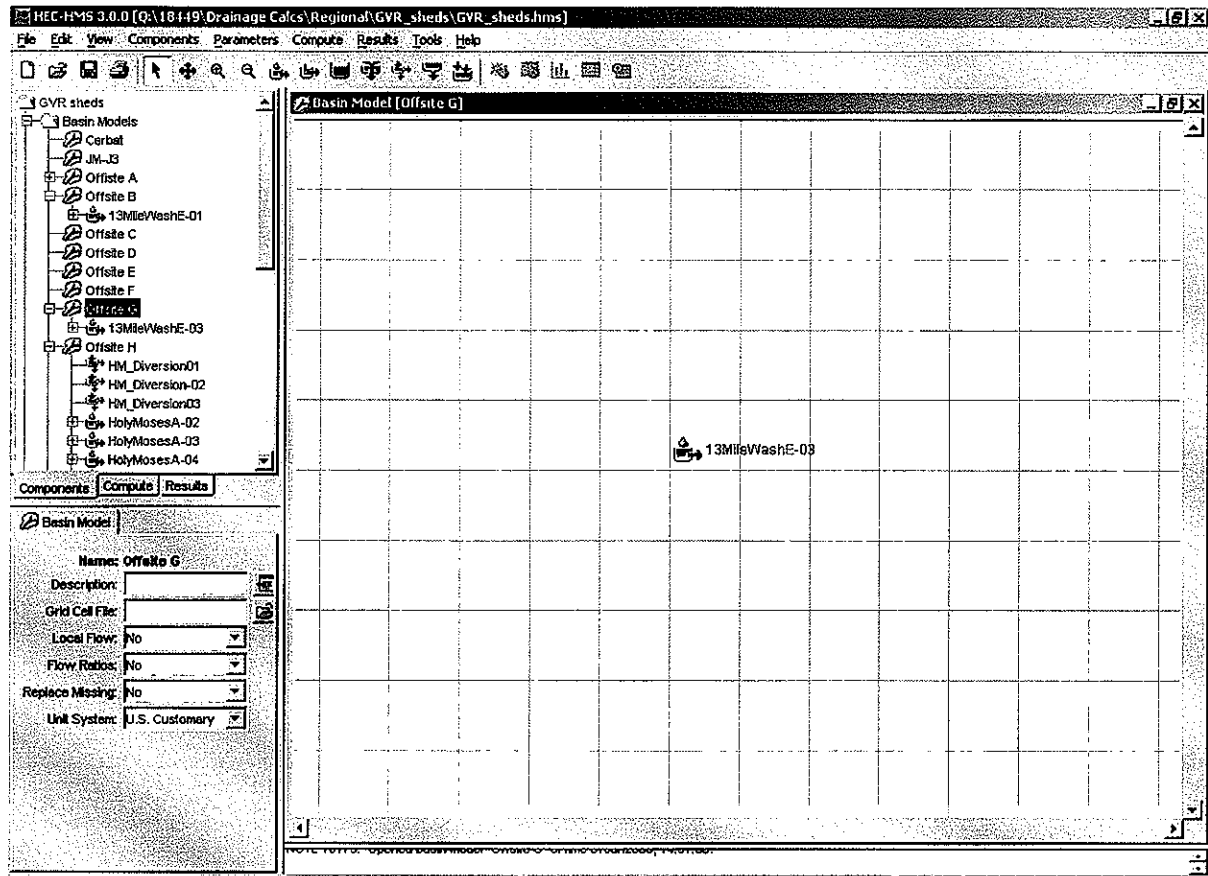 HEC-HMS 3.0.0 [Q:\18449\Drainage Calcs\Regional\GVR_sheds\GVR_sheds.hms]
File Edit View Components Parameters Compute Results Tools Help
GVR sheds
Basin Models
Cerbat
JM-J3
Offiste A
Offsite B
13MileWashE-01
Offsite C
Offsite D
Offsite E
Offsite F
Offsite G
13MileWashE-03
Offsite H
HM_Diversion01
HM_Diversion-02
HM_Diversion03
HolyMosesA-02
HolyMosesA-03
HolyMosesA-04
Components Compute Results
Basin Model
Name: Offsite G
Description:
Grid Cell File:
Local Flow: No
Flow Ratios: No
Replace Missing: No
Unit System: U.S. Customary
Basin Model [Offsite G]
13MileWashE-03